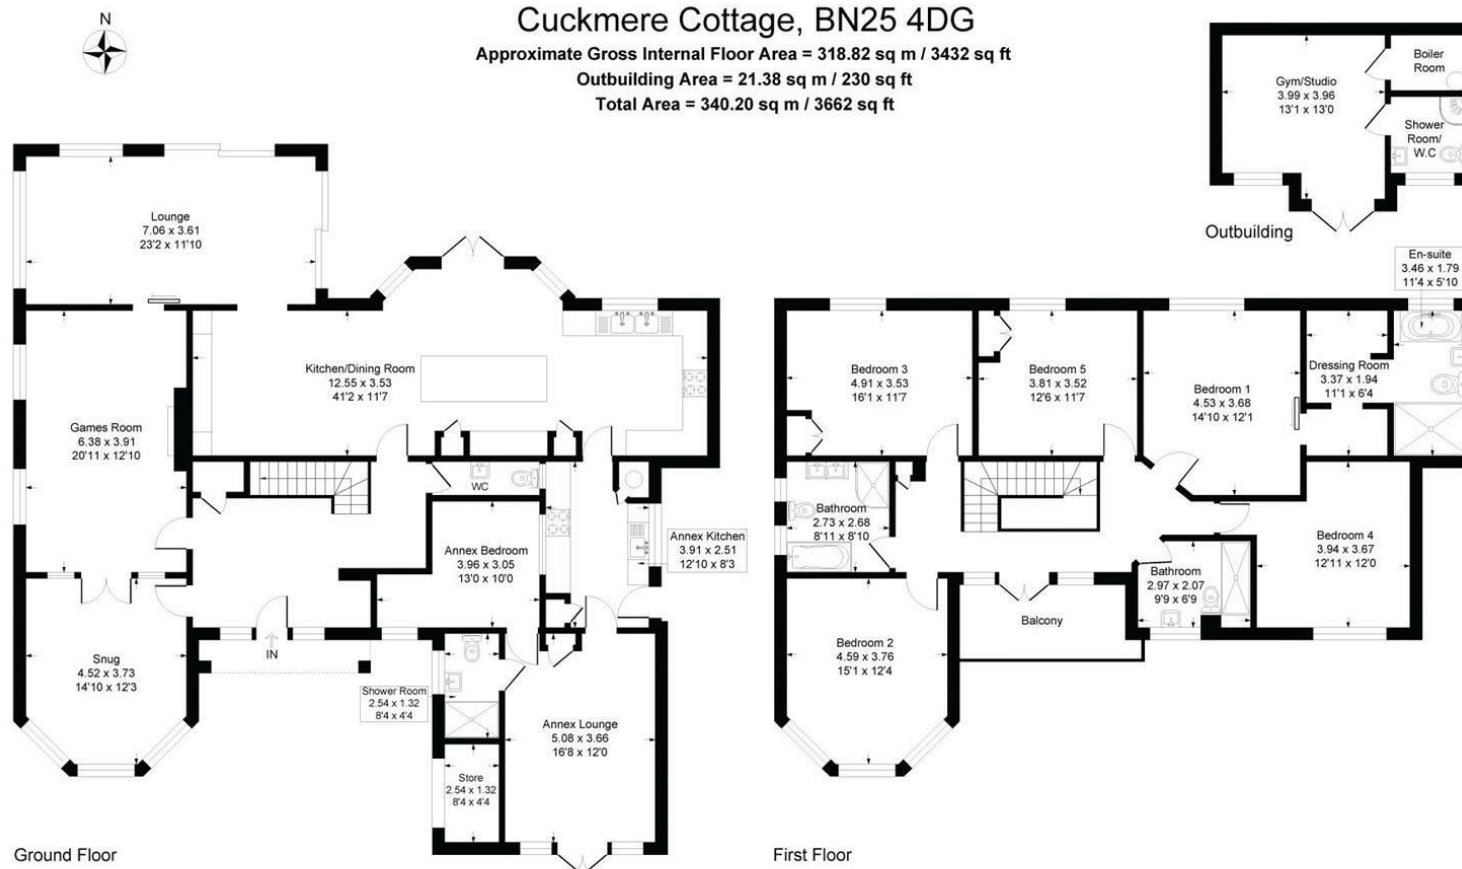 N
Cuckmere Cottage, BN25 4DG
Approximate Gross Internal Floor Area = 318.82 sq m / 3432 sq ft
Outbuilding Area = 21.38 sq m / 230 sq ft
Total Area = 340.20 sq m / 3662 sq ft
Gym/Studio
3.99 x 3.96
13'1 x 13'0
Boiler
Room
Shower
Room/
W.C
Outbuilding
Lounge
7.06 x 3.61
23'2 x 11'10
Kitchen/Dining Room
12.55 x 3.53
41'2 x 11'7
Games Room
6.38 x 3.91
20'11 x 12'10
WC
Annex Bedroom
3.96 x 3.05
13'0 x 10'0
Annex Kitchen
3.91 x 2.51
12'10 x 8'3
Snug
4.52 x 3.73
14'10 x 12'3
IN
Shower Room
2.54 x 1.32
8'4 x 4'4
Annex Lounge
5.08 x 3.66
16'8 x 12'0
Store
2.54 x 1.32
8'4 x 4'4
Ground Floor
En-suite
3.46 x 1.79
11'4 x 5'10
Bedroom 3
4.91 x 3.53
16'1 x 11'7
Bedroom 5
3.81 x 3.52
12'6 x 11'7
Bedroom 1
4.53 x 3.68
14'10 x 12'1
Dressing Room
3.37 x 1.94
11'1 x 6'4
Bathroom
2.73 x 2.68
8'11 x 8'10
Bedroom 4
3.94 x 3.67
12'11 x 12'0
Bathroom
2.97 x 2.07
9'9 x 6'9
Balcony
Bedroom 2
4.59 x 3.76
15'1 x 12'4
First Floor